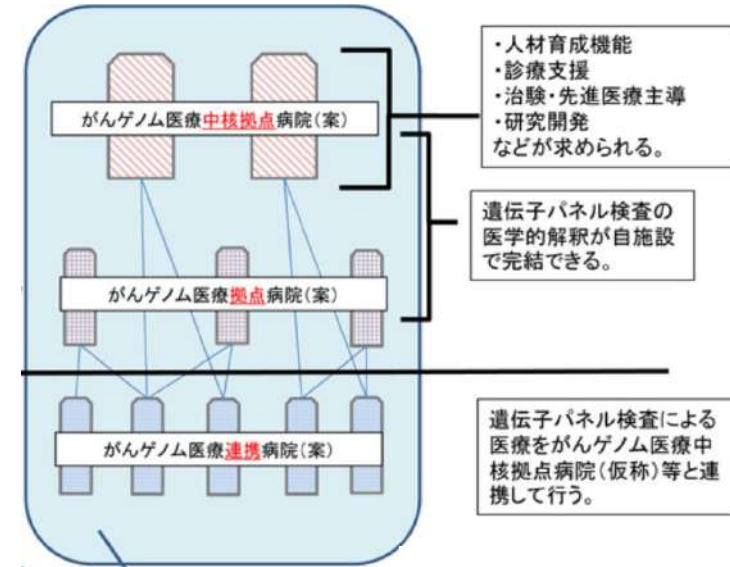 ・人材育成機能
・診療支援
・治験・先進医療主導
・研究開発
などが求められる。
がんゲノム医療中核拠点病院(案)
遺伝子パネル検査の
医学的解釈が自施設
で完結できる。
がんゲノム医療拠点病院(案)
遺伝子パネル検査による
医療をがんゲノム医療中
核拠点病院(仮称)等と連
携して行う。
がんゲノム医療連携病院(案)